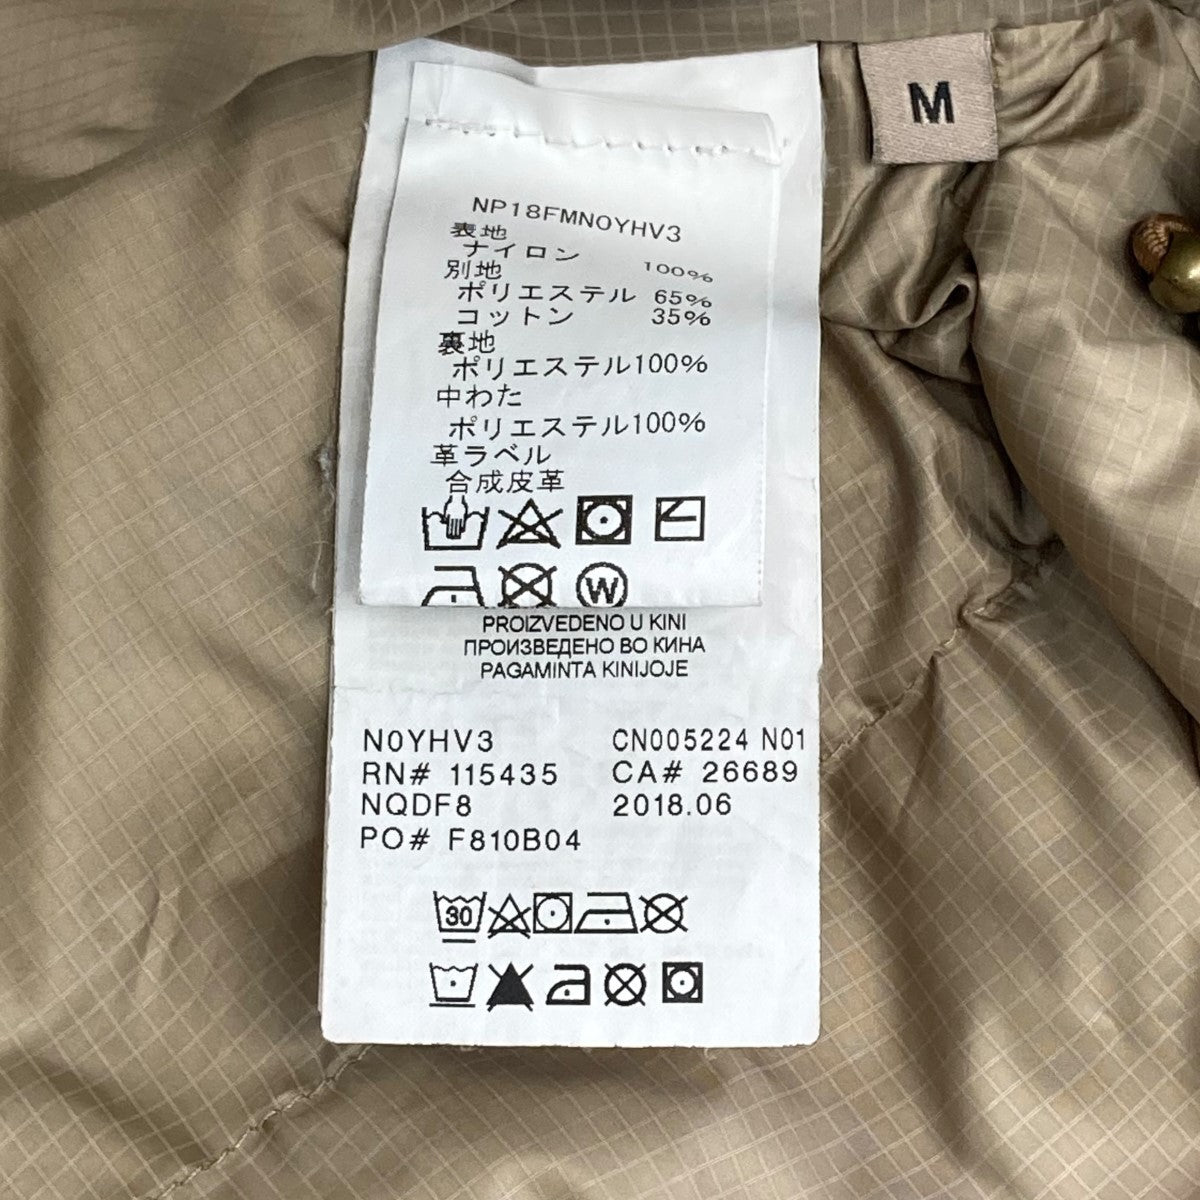 M
NP18FMN0YHV3
表地
ナイロン 100%
別地
ポリエステル 65%
コットン 35%
裏地
ポリエステル100%
中わた
ポリエステル100%
革ラベル
合成皮革
W
PROIZVEDENO U KINI
ПРОИЗВЕДЕНО ВО КИНА
PAGAMINTA KINIJOJE
N0YHV3 CN005224 N01
RN# 115435 CA# 26689
NQDF8 2018.06
PO# F810B04
30